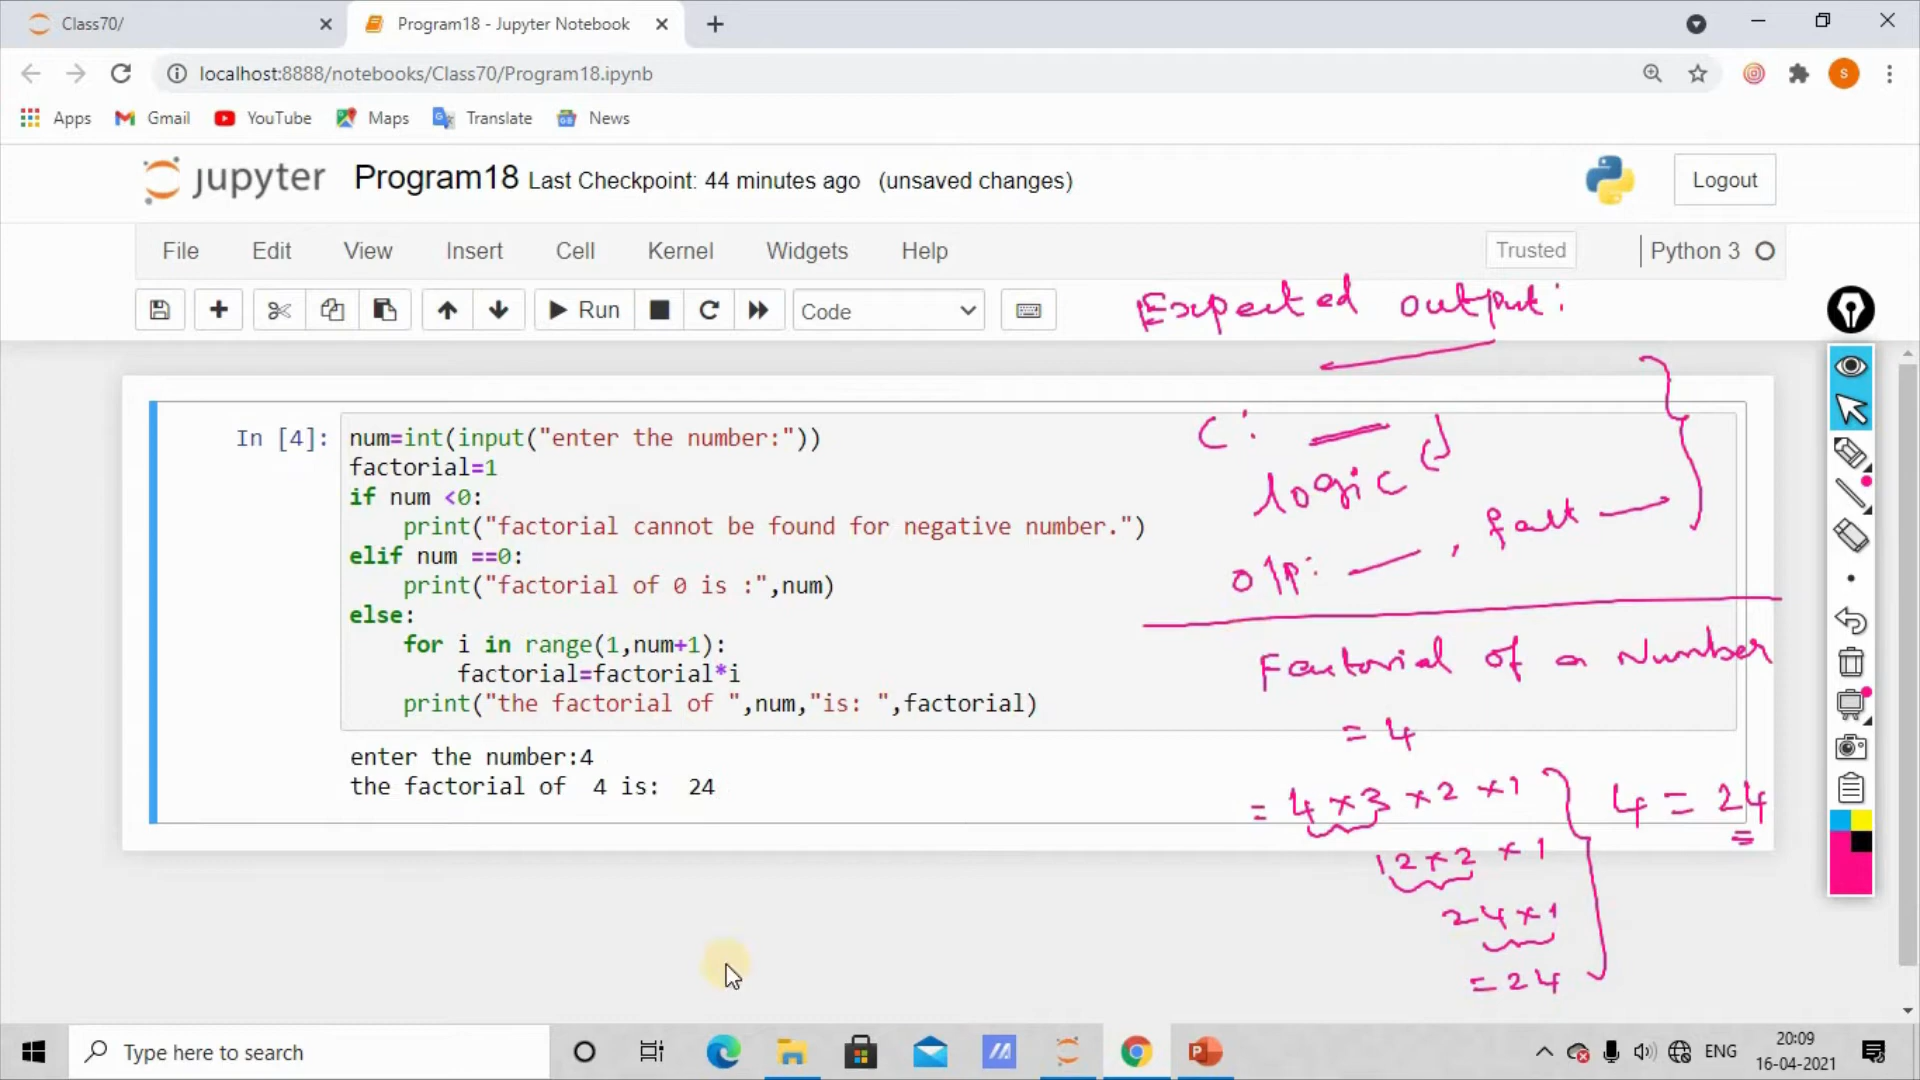 Class70/
Program18 - Jupyter Notebook
localhost:8888/notebooks/Class70/Program18.ipynb
S
Apps Gmail YouTube Maps Translate News
jupyter Program18 Last Checkpoint: 44 minutes ago (unsaved changes)
Logout
File Edit View Insert Cell Kernel Widgets Help
Trusted Python 3
Run Code
Expected output:
In [4]:
num=int(input("enter the number:"))
factorial=1
if num <0:
print("factorial cannot be found for negative number.")
elif num ==0:
print("factorial of 0 is :",num)
else:
for i in range(1,num+1):
factorial=factorial*i
print("the factorial of ",num,"is: ",factorial)
enter the number:4
the factorial of  4 is:  24
C:
logic
O/P: ,
Factorial of a Number
= 4
= 4 × 3 × 2 × 1
4 = 24
12 × 2 × 1
24 × 1
= 24
Type here to search
ENG
20:09
16-04-2021